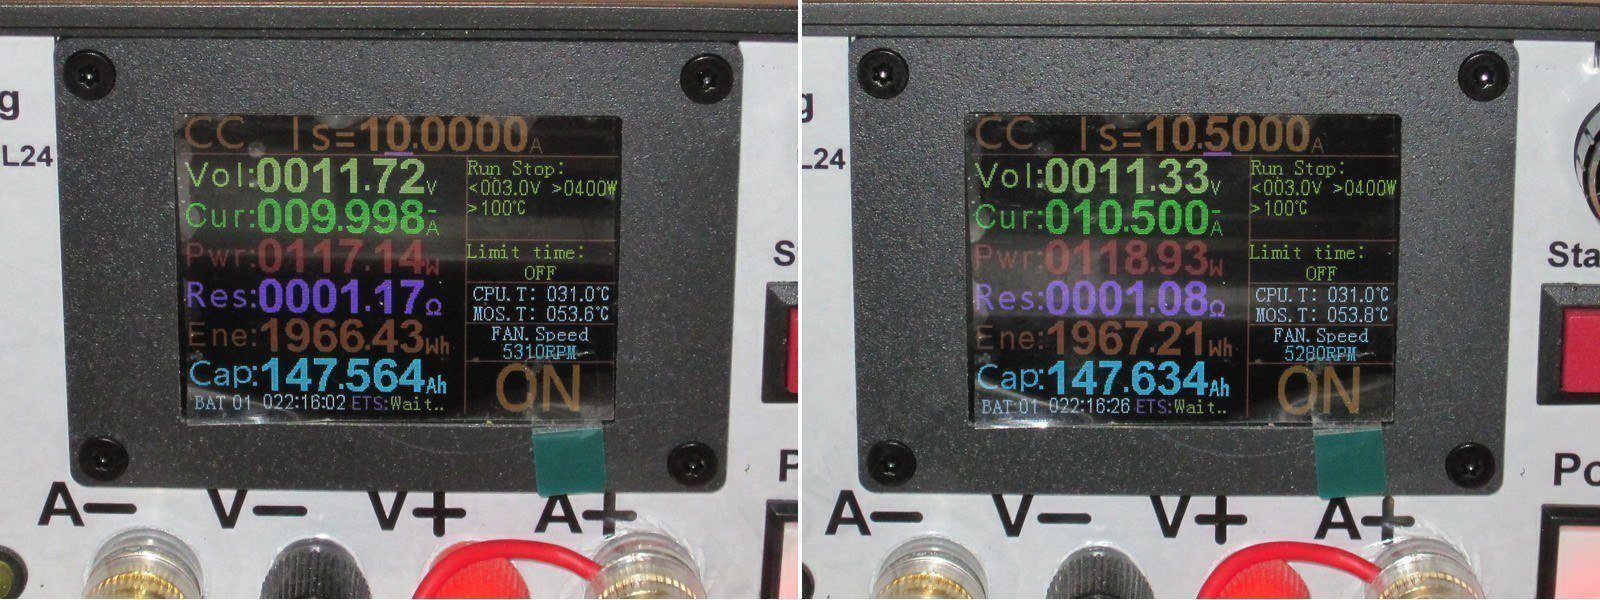 g
L24
CC Is=10.0000A
Vol:0011.72V
Cur:009.998A
Pwr:0117.14W
Res:0001.17Ω
Ene:1966.43Wh
Cap:147.564Ah
BAT 01 022:16:02 ETS:Wait..
Run Stop:
<003.0V >0400W
>100℃
Limit time:
OFF
CPU.T: 031.0℃
MOS.T: 053.6℃
FAN.Speed
5310RPM
ON
S
P
A− V− V+ A+
g
L24
CC Is=10.5000A
Vol:0011.33V
Cur:010.500A
Pwr:0118.93W
Res:0001.08Ω
Ene:1967.21Wh
Cap:147.634Ah
BAT 01 022:16:26 ETS:Wait..
Run Stop:
<003.0V >0400W
>100℃
Limit time:
OFF
CPU.T: 031.0℃
MOS.T: 053.8℃
FAN.Speed
5280RPM
ON
Sta
Po
A− V− V+ A+